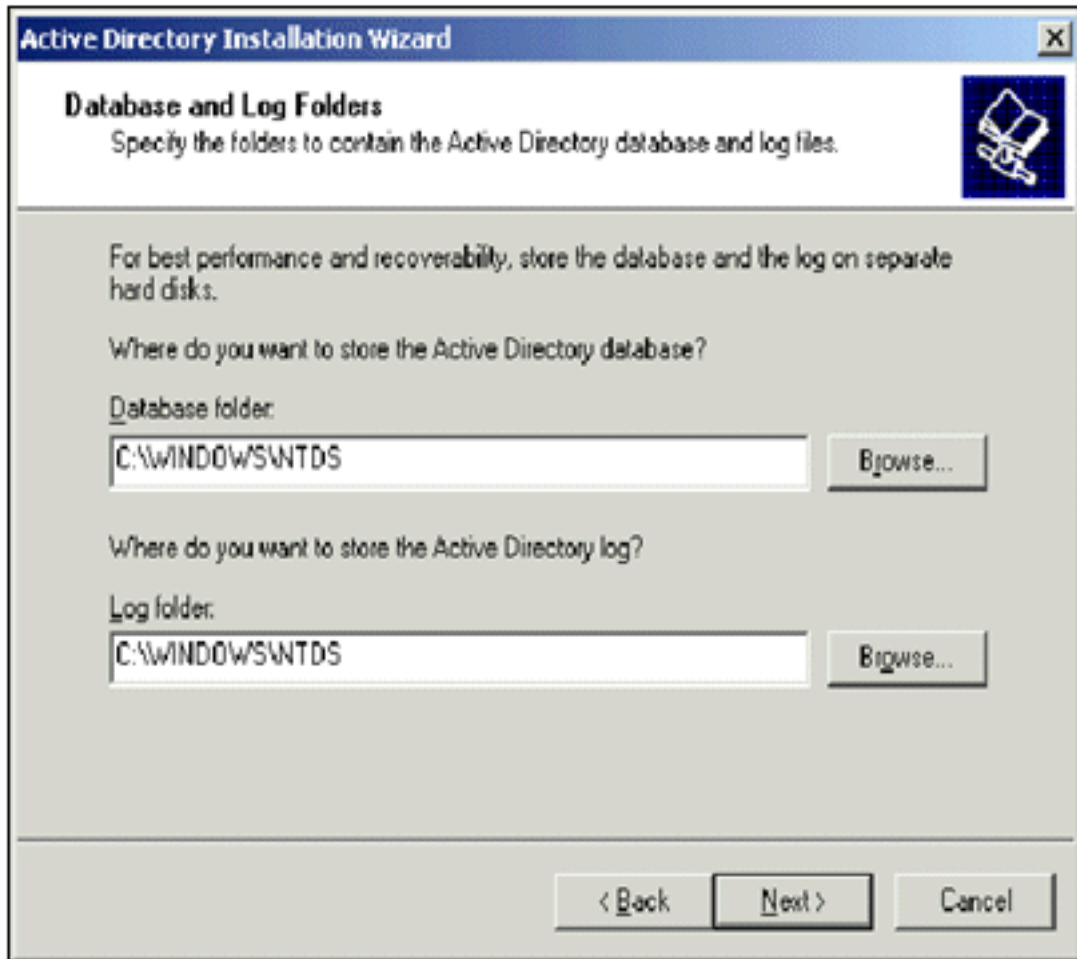 Active Directory Installation Wizard
Database and Log Folders
Specify the folders to contain the Active Directory database and log files.
For best performance and recoverability, store the database and the log on separate
hard disks.
Where do you want to store the Active Directory database?
Database folder:
C:\WINDOWS\NTDS
Browse...
Where do you want to store the Active Directory log?
Log folder:
C:\WINDOWS\NTDS
Browse...
< Back
Next >
Cancel